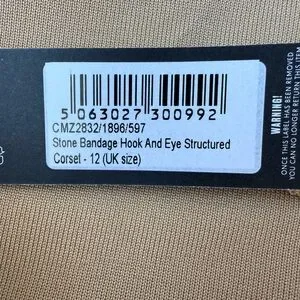 5 063027 300992
CMZ2832/1896/597
Stone Bandage Hook And Eye Structured
Corset - 12 (UK size)
WARNING!
ONCE THIS LABEL HAS BEEN REMOVED
YOU CAN NO LONGER RETURN THIS ITEM